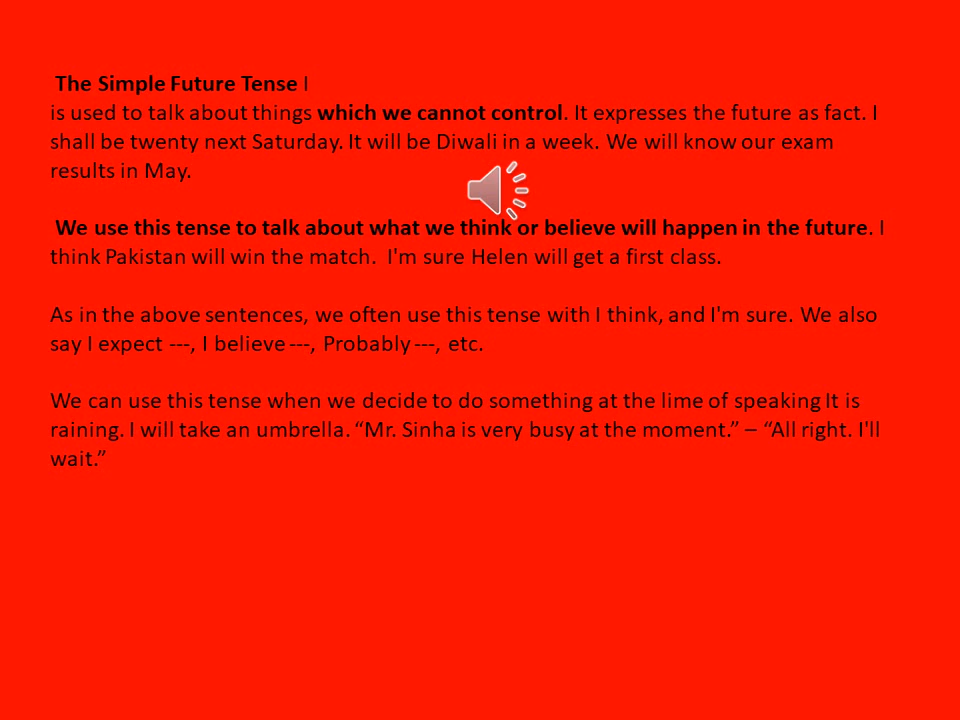 The Simple Future Tense I
is used to talk about things which we cannot control. It expresses the future as fact. I
shall be twenty next Saturday. It will be Diwali in a week. We will know our exam
results in May.
We use this tense to talk about what we think or believe will happen in the future. I
think Pakistan will win the match.  I'm sure Helen will get a first class.
As in the above sentences, we often use this tense with I think, and I'm sure. We also
say I expect ---, I believe ---, Probably ---, etc.
We can use this tense when we decide to do something at the lime of speaking It is
raining. I will take an umbrella. “Mr. Sinha is very busy at the moment.” – “All right. I'll
wait.”